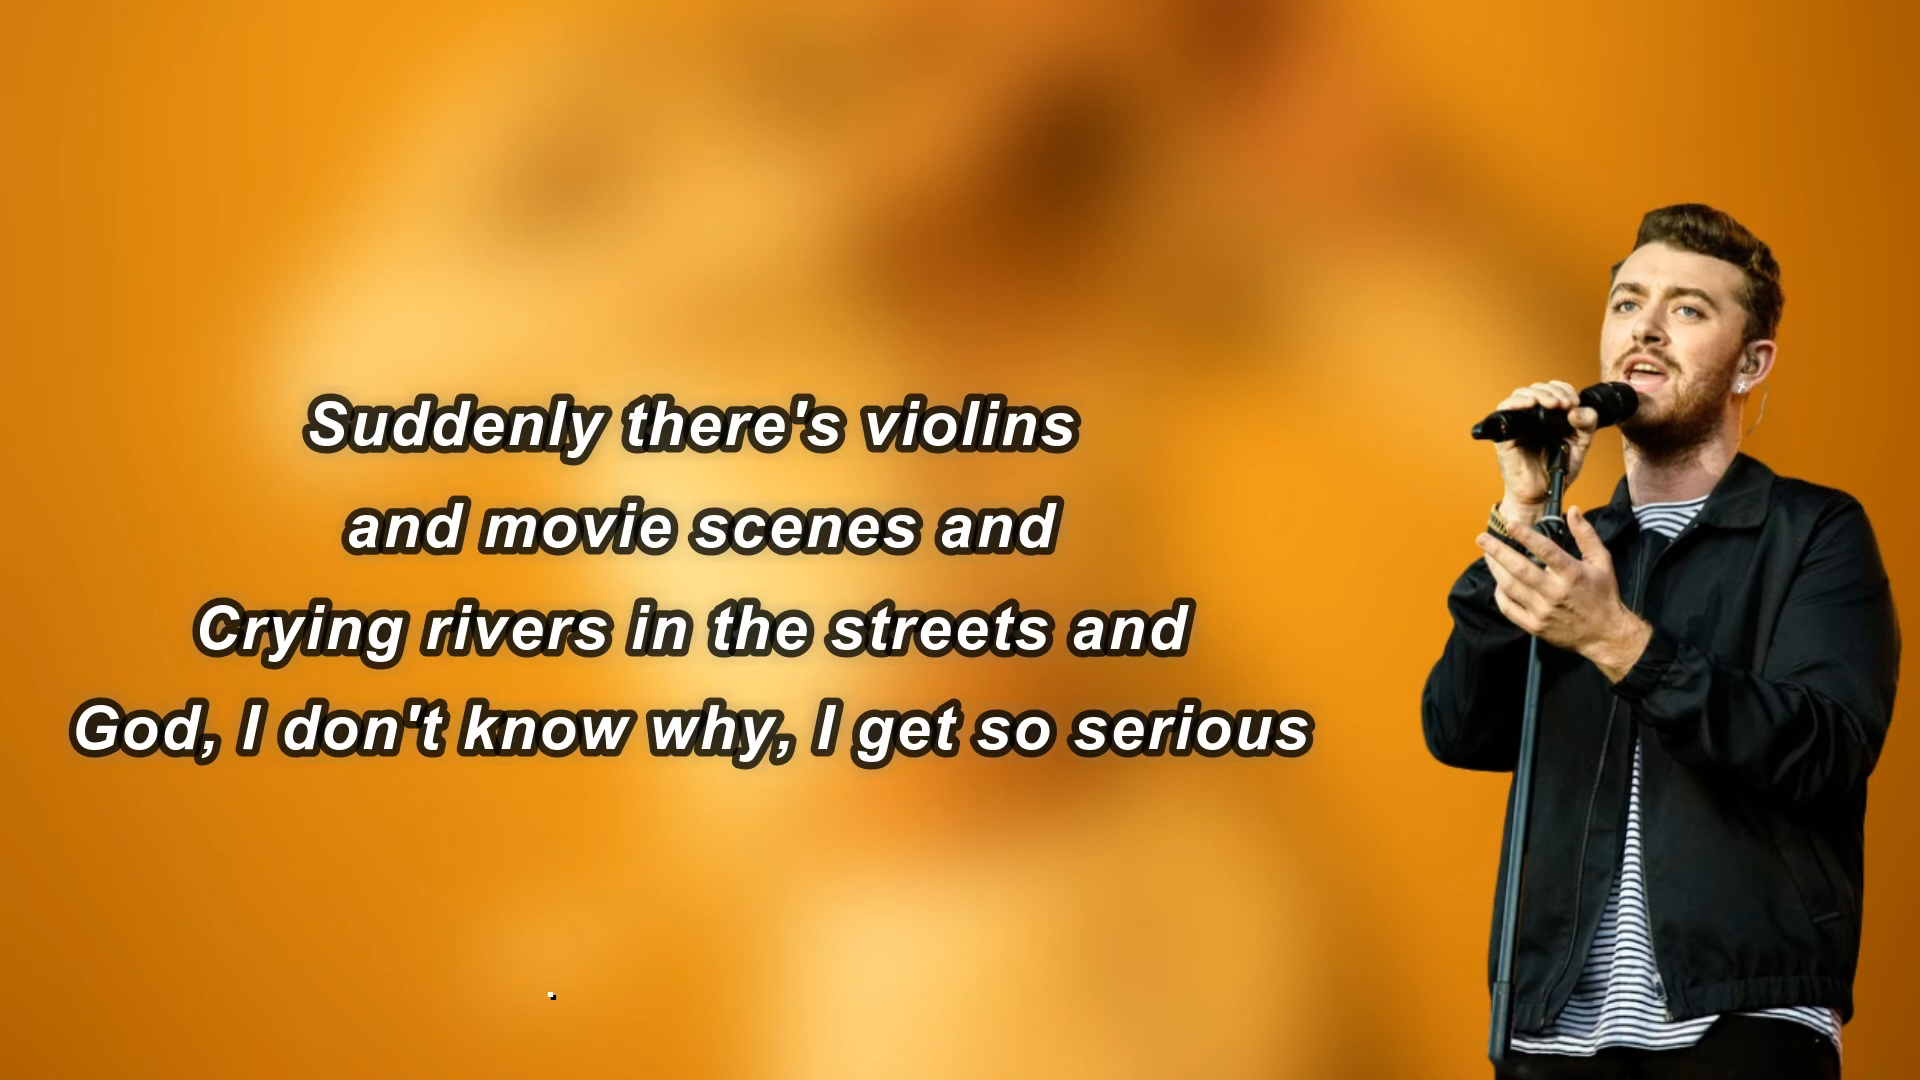 Suddenly there's violins
and movie scenes and
Crying rivers in the streets and
God, I don't know why, I get so serious